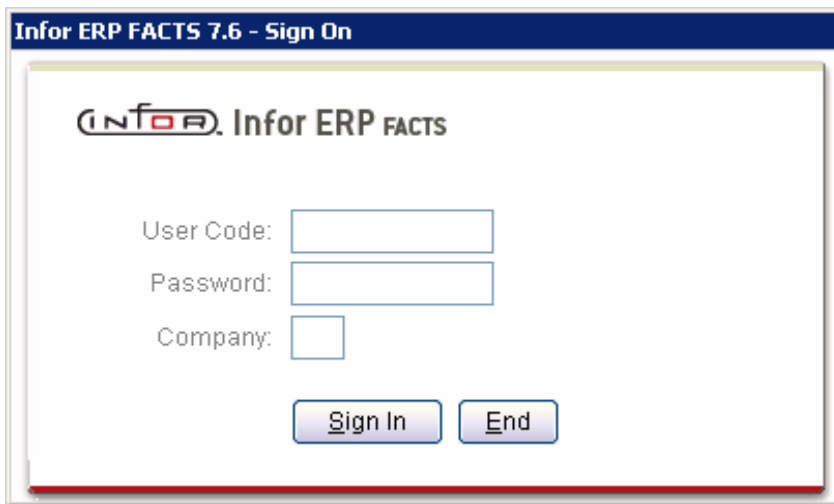 Infor ERP FACTS 7.6 - Sign On
INFOR. Infor ERP FACTS
User Code:
Password:
Company:
Sign In End